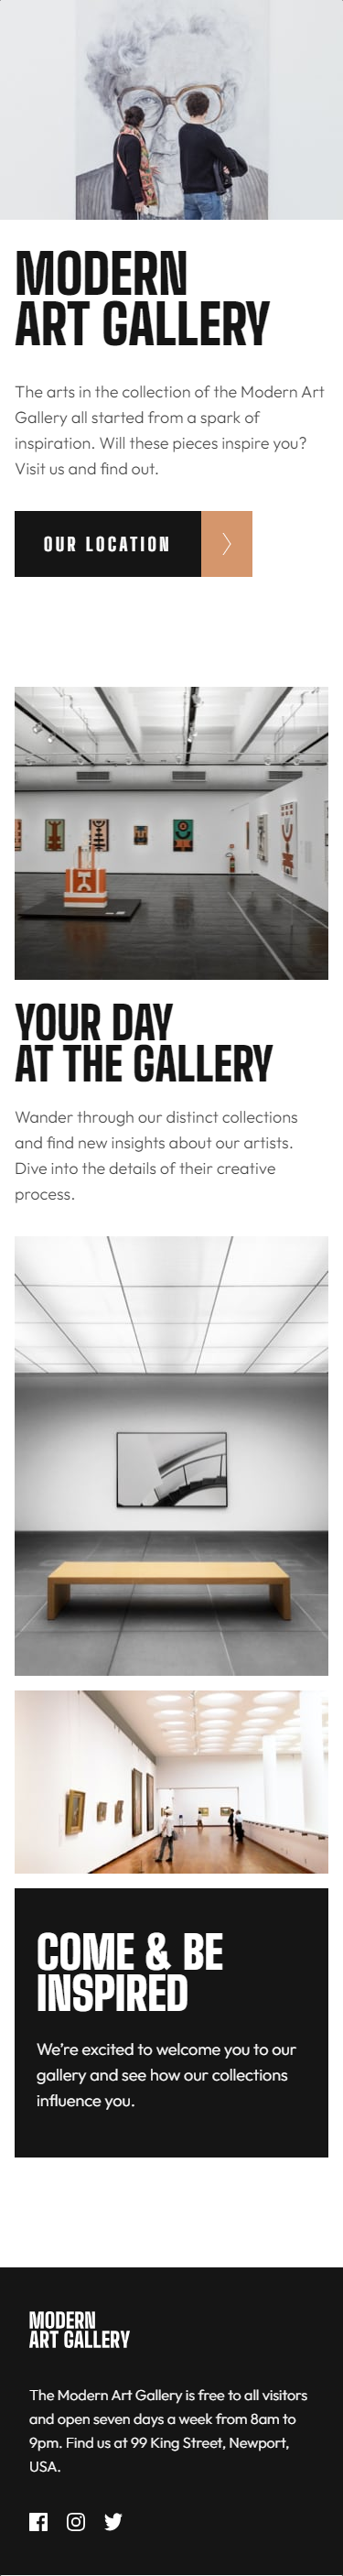 MODERN
ART GALLERY
The arts in the collection of the Modern Art
Gallery all started from a spark of
inspiration. Will these pieces inspire you?
Visit us and find out.
OUR LOCATION
YOUR DAY
AT THE GALLERY
Wander through our distinct collections
and find new insights about our artists.
Dive into the details of their creative
process.
COME & BE
INSPIRED
We’re excited to welcome you to our
gallery and see how our collections
influence you.
MODERN
ART GALLERY
The Modern Art Gallery is free to all visitors
and open seven days a week from 8am to
9pm. Find us at 99 King Street, Newport,
USA.